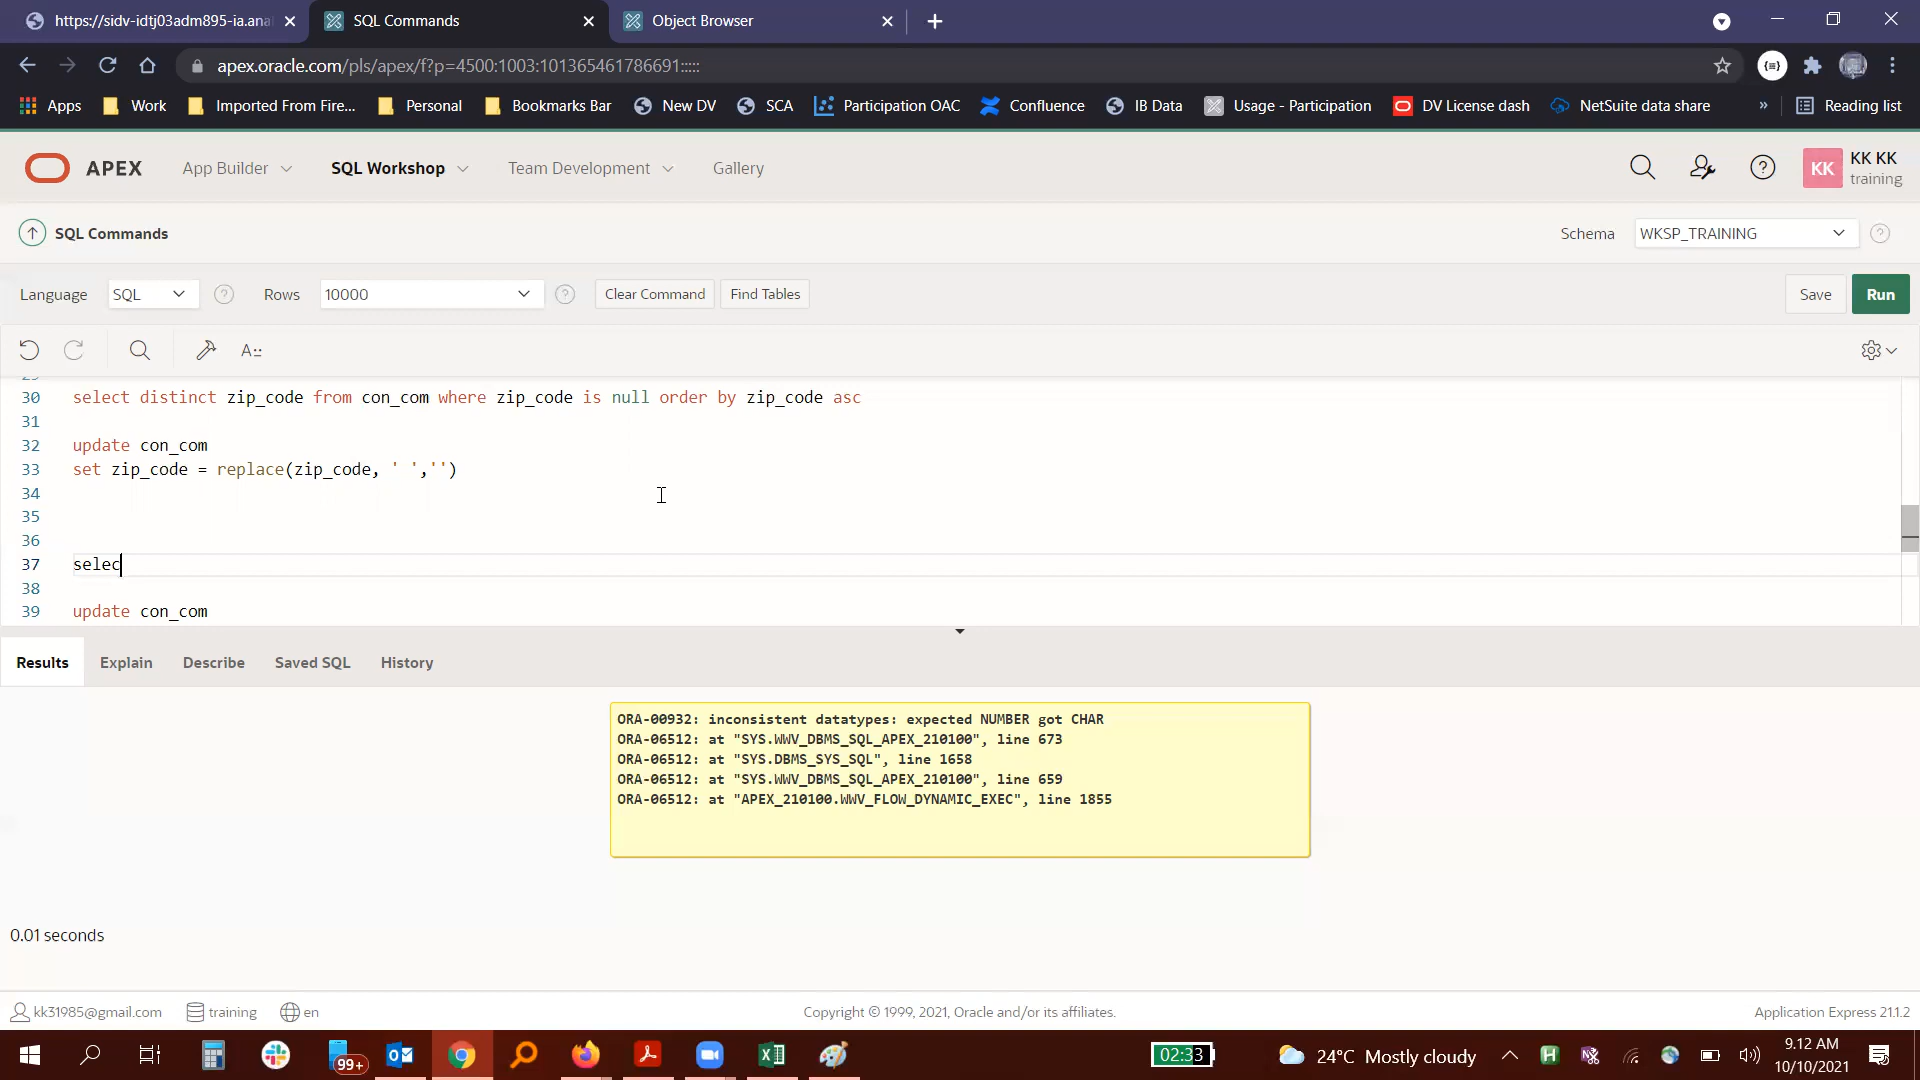 https://sidv-idtj03adm895-ia.ana
SQL Commands
Object Browser
apex.oracle.com/pls/apex/f?p=4500:1003:101365461786691:::::
Apps
Work
Imported From Fire...
Personal
Bookmarks Bar
New DV
SCA
Participation OAC
Confluence
IB Data
Usage - Participation
DV License dash
NetSuite data share
»
Reading list
APEX
App Builder
SQL Workshop
Team Development
Gallery
KK
KK KK
training
SQL Commands
Schema
WKSP_TRAINING
Language
SQL
Rows
10000
Clear Command
Find Tables
Save
Run
30 select distinct zip_code from con_com where zip_code is null order by zip_code asc
31
32 update con_com
33 set zip_code = replace(zip_code, ' ','')
34
35
36
37 selec
38
39 update con_com
Results
Explain
Describe
Saved SQL
History
ORA-00932: inconsistent datatypes: expected NUMBER got CHAR
ORA-06512: at "SYS.WWV_DBMS_SQL_APEX_210100", line 673
ORA-06512: at "SYS.DBMS_SYS_SQL", line 1658
ORA-06512: at "SYS.WWV_DBMS_SQL_APEX_210100", line 659
ORA-06512: at "APEX_210100.WWV_FLOW_DYNAMIC_EXEC", line 1855
0.01 seconds
kk31985@gmail.com
training
en
Copyright © 1999, 2021, Oracle and/or its affiliates.
Application Express 21.1.2
99+
02:33
24°C Mostly cloudy
9:12 AM
10/10/2021